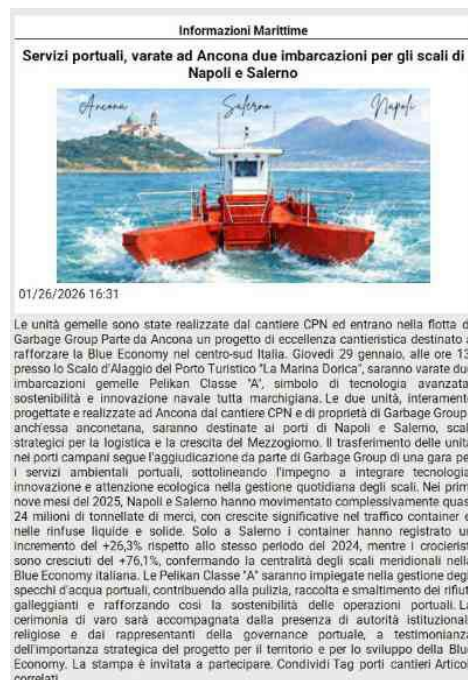 Informazioni Marittime
Servizi portuali, varate ad Ancona due imbarcazioni per gli scali di
Napoli e Salerno
Ancona Salerno Napoli
01/26/2026 16:31
Le unità gemelle sono state realizzate dal cantiere CPN ed entrano nella flotta d
Garbage Group Parte da Ancona un progetto di eccellenza cantieristica destinato a
rafforzare la Blue Economy nel centro-sud Italia. Giovedì 29 gennaio, alle ore 13
presso lo Scalo d'Alaggio del Porto Turistico "La Marina Dorica", saranno varate due
imbarcazioni gemelle Pelikan Classe "A", simbolo di tecnologia avanzata
sostenibilità e innovazione navale tutta marchigiana. Le due unità, interament
progettate e realizzate ad Ancona dal cantiere CPN e di proprietà di Garbage Group
anch'essa anconetana, saranno destinate ai porti di Napoli e Salerno, scal
strategici per la logistica e la crescita del Mezzogiorno. Il trasferimento delle unità
nei porti campani segue l'aggiudicazione da parte di Garbage Group di una gara pe
i servizi ambientali portuali, sottolineando l'impegno a integrare tecnologia
innovazione e attenzione ecologica nella gestione quotidiana degli scali. Nei prim
nove mesi del 2025, Napoli e Salerno hanno movimentato complessivamente quas
24 milioni di tonnellate di merci, con crescite significative nel traffico container e
nelle rinfuse liquide e solide. Solo a Salerno i container hanno registrato un
incremento del +26,3% rispetto allo stesso periodo del 2024, mentre i crocierist
sono cresciuti del +76,1%, confermando la centralità degli scali meridionali nella
Blue Economy italiana. Le Pelikan Classe "A" saranno impiegate nella gestione degl
specchi d'acqua portuali, contribuendo alla pulizia, raccolta e smaltimento dei rifiut
galleggianti e rafforzando così la sostenibilità delle operazioni portuali. La
cerimonia di varo sarà accompagnata dalla presenza di autorità istituzional
religiose e dai rappresentanti della governance portuale, a testimonianza
dell'importanza strategica del progetto per il territorio e per lo sviluppo della Blue
Economy. La stampa è invitata a partecipare. Condividi Tag porti cantieri Articol
correlati